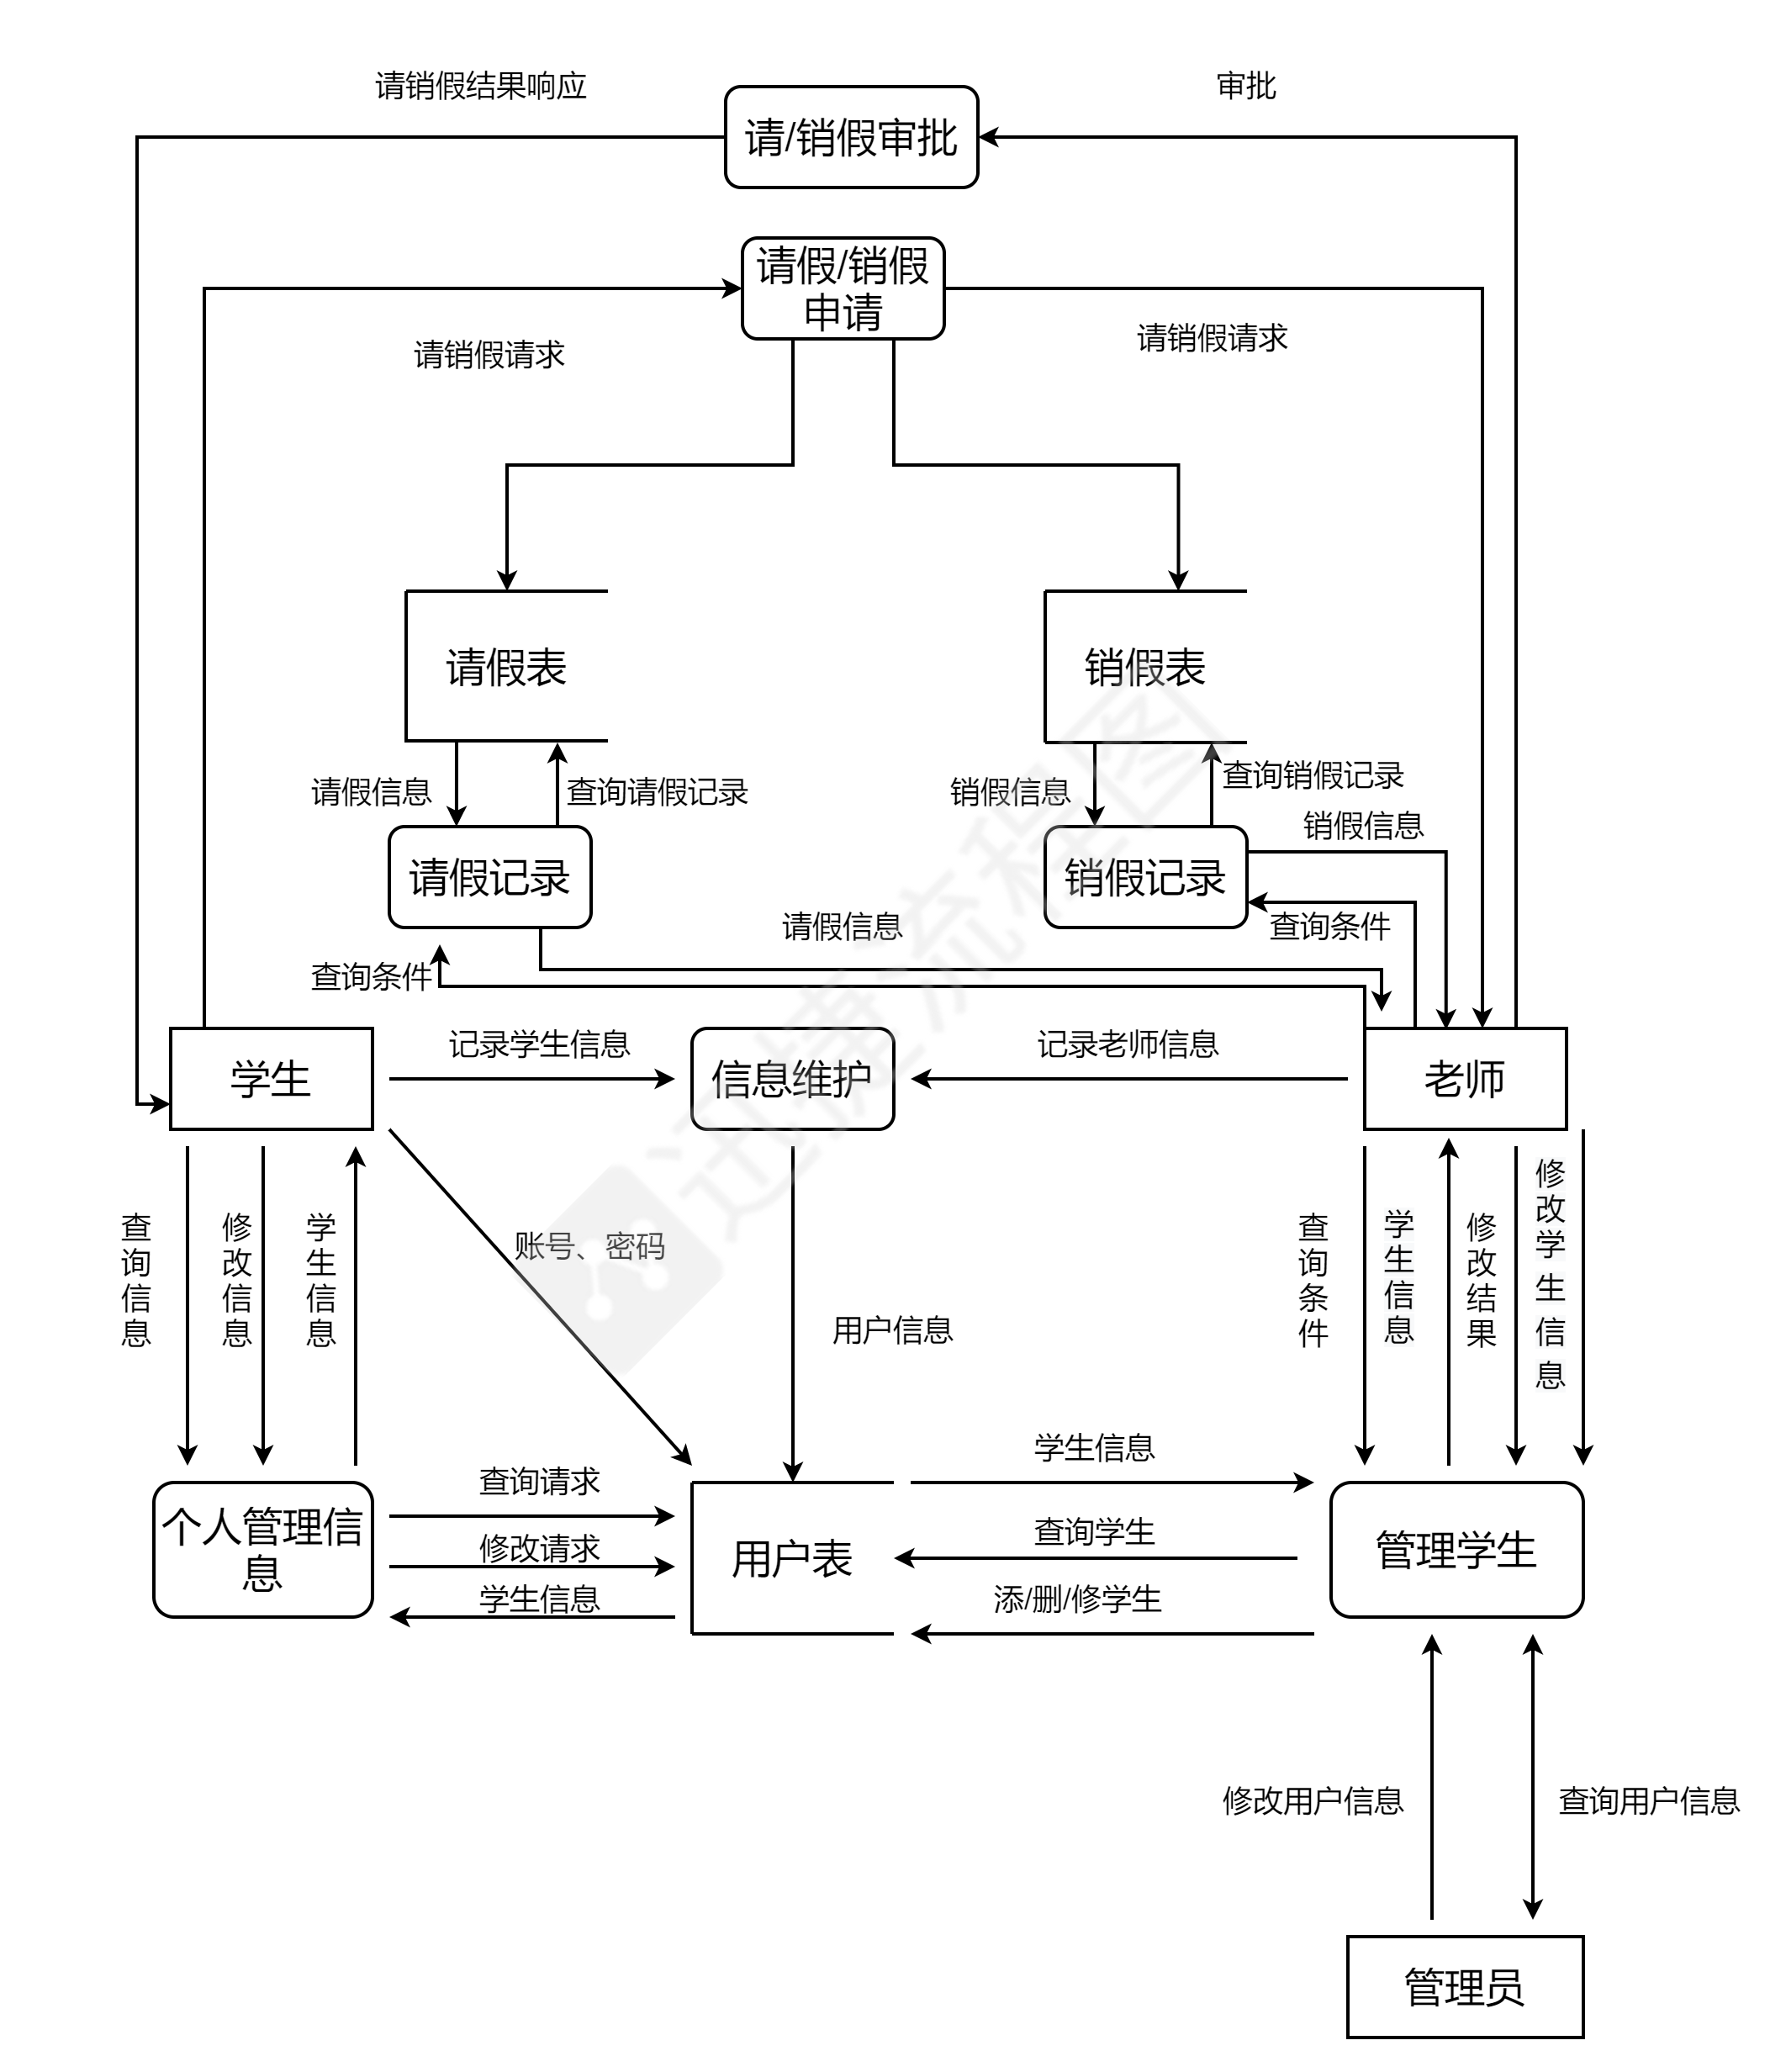 请销假结果响应
审批
请/销假审批
请假/销假
申请
请销假请求
请销假请求
请假表
销假表
请假信息
查询请假记录
销假信息
查询销假记录
销假信息
请假记录
销假记录
请假信息
查询条件
查询条件
记录学生信息
记录老师信息
学生
信息维护
老师
查询信息
修改信息
学生信息
账号、密码
用户信息
查询条件
学生信息
修改结果
修改学生信息
学生信息
查询请求
查询学生
修改请求
添/删/修学生
学生信息
个人管理信
息
用户表
管理学生
修改用户信息
查询用户信息
管理员
迅捷流程图